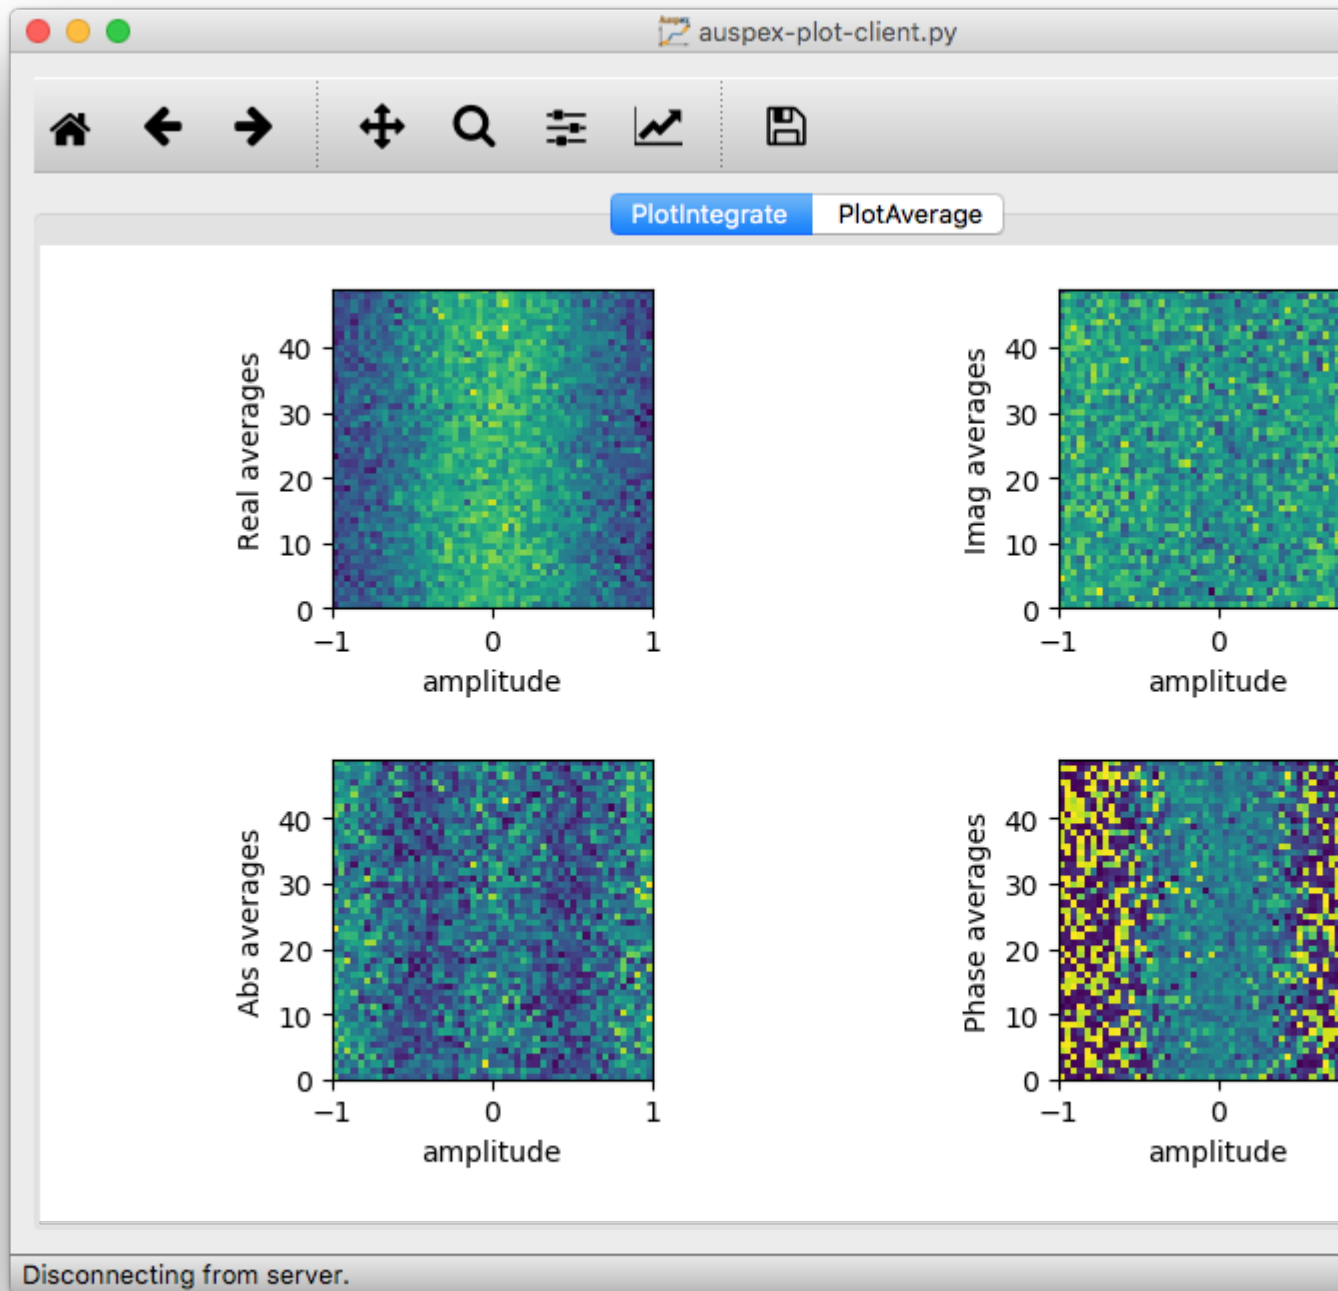 Auspex
auspex-plot-client.py
PlotIntegrate PlotAverage
Real averages
40
30
20
10
0
−1 0 1
amplitude
Imag averages
40
30
20
10
0
−1 0
amplitude
Abs averages
40
30
20
10
0
−1 0 1
amplitude
Phase averages
40
30
20
10
0
−1 0
amplitude
Disconnecting from server.